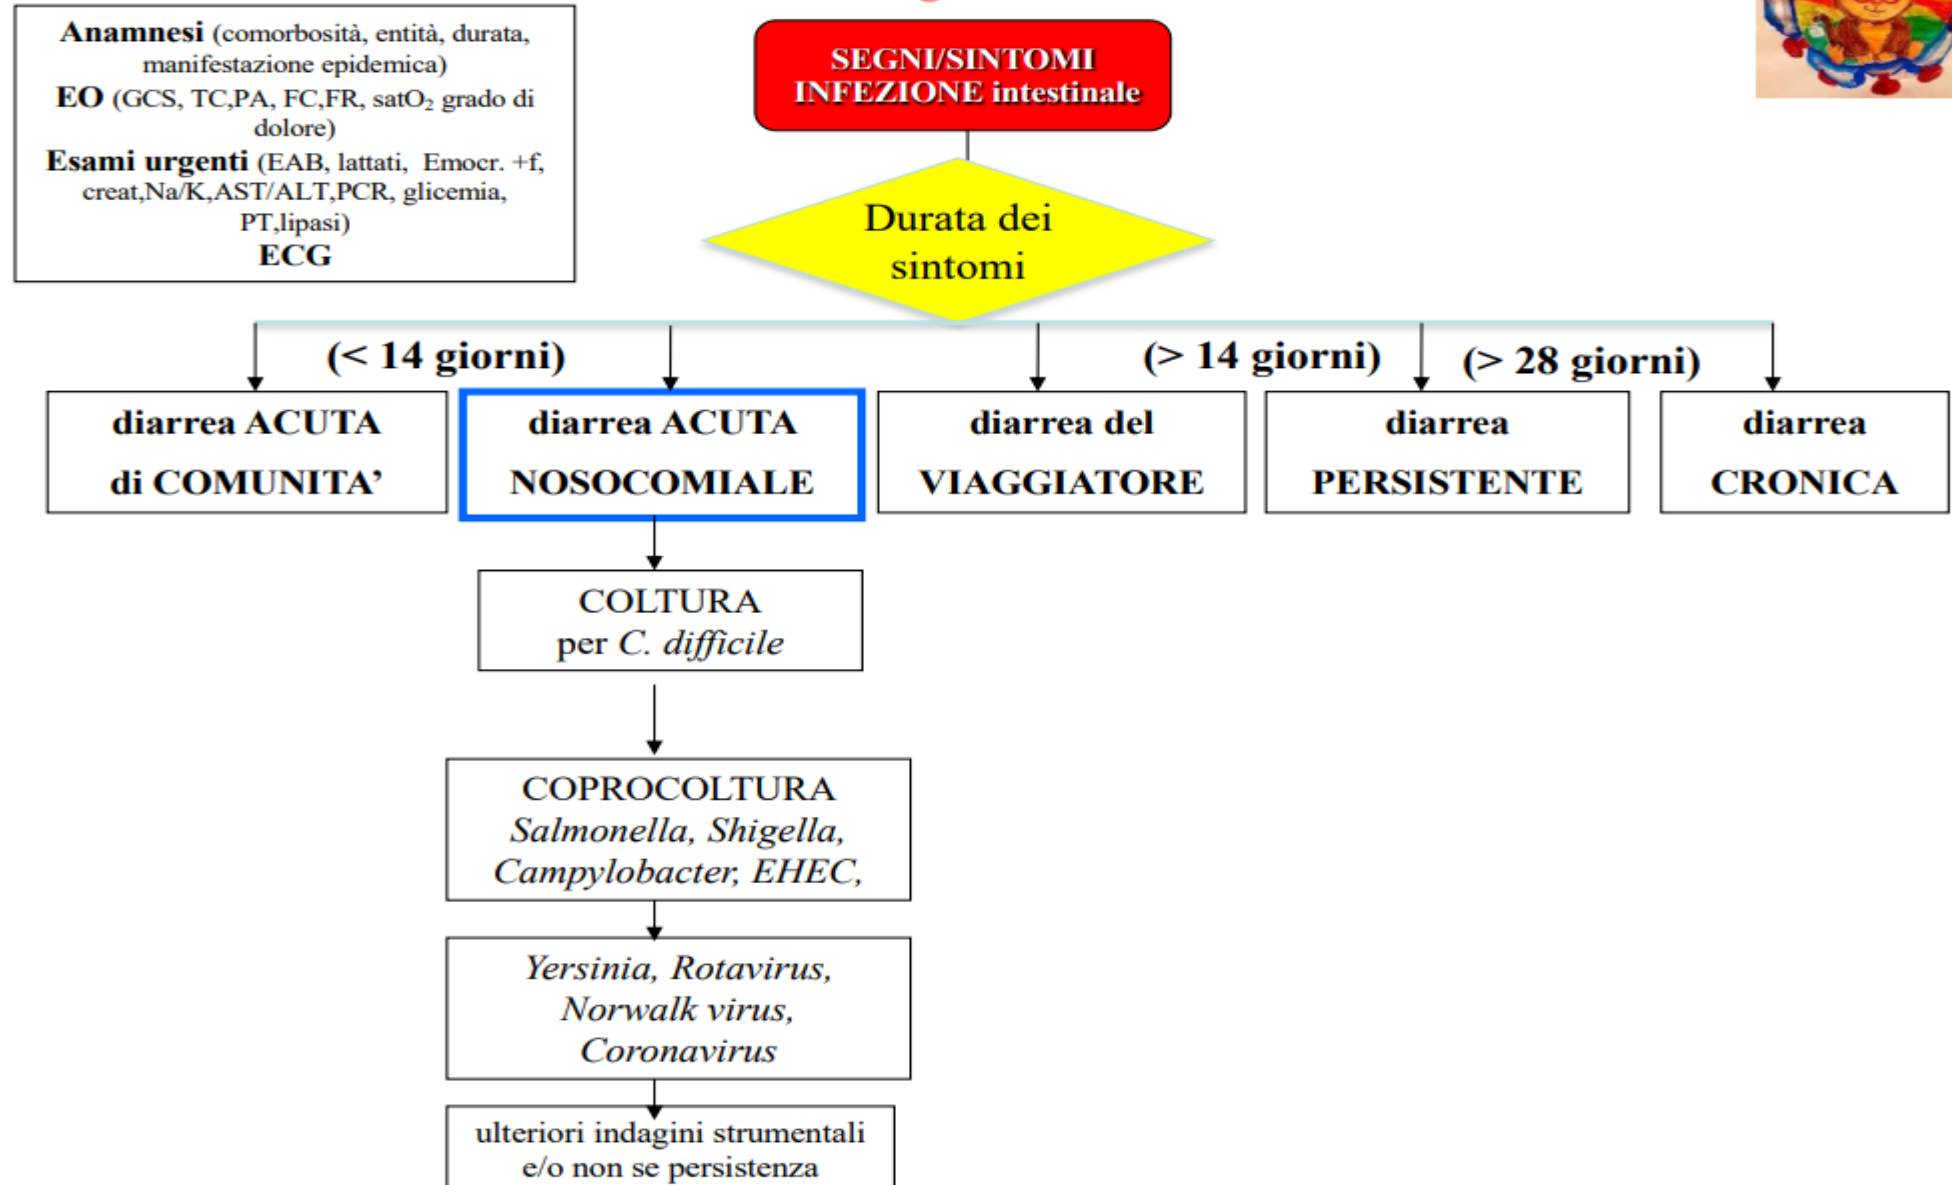 Anamnesi (comorbosità, entità, durata,
manifestazione epidemica)
EO (GCS, TC,PA, FC,FR, satO₂ grado di
dolore)
Esami urgenti (EAB, lattati, Emocr. +f,
creat,Na/K,AST/ALT,PCR, glicemia,
PT,lipasi)
ECG
SEGNI/SINTOMI
INFEZIONE intestinale
Durata dei
sintomi
(< 14 giorni)
(> 14 giorni)
(> 28 giorni)
diarrea ACUTA
di COMUNITA’
diarrea ACUTA
NOSOCOMIALE
diarrea del
VIAGGIATORE
diarrea
PERSISTENTE
diarrea
CRONICA
COLTURA
per C. difficile
COPROCOLTURA
Salmonella, Shigella,
Campylobacter, EHEC,
Yersinia, Rotavirus,
Norwalk virus,
Coronavirus
ulteriori indagini strumentali
e/o non se persistenza